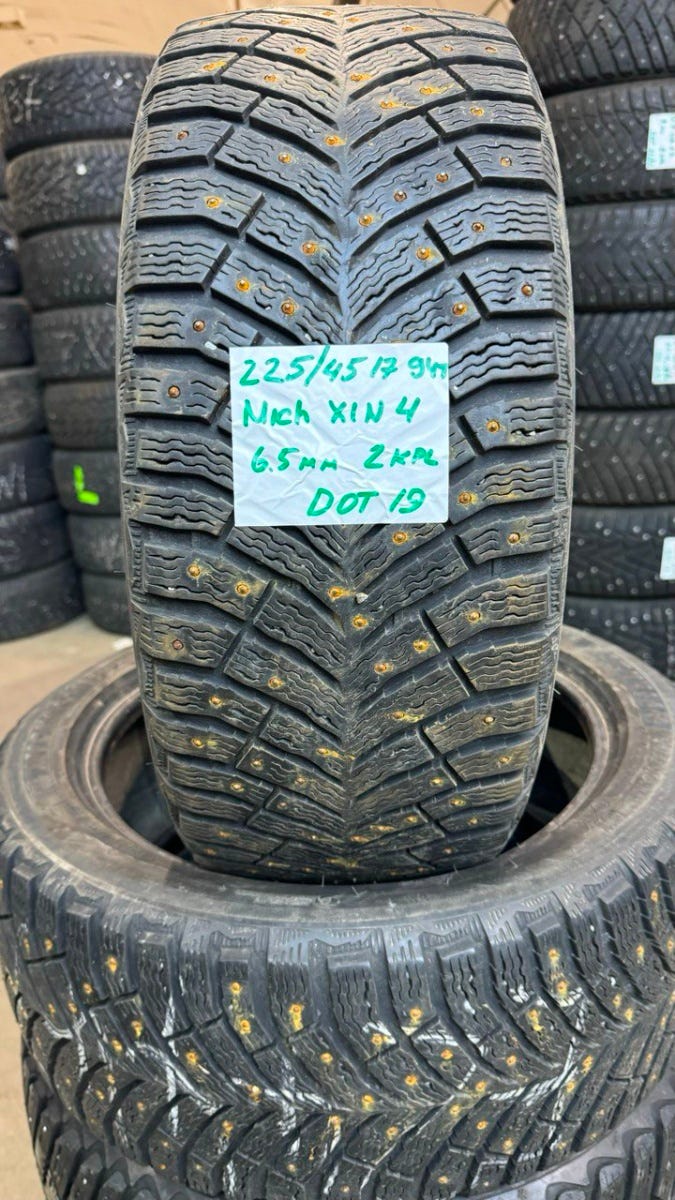 225/45 17 94T
Mich XIN 4
6.5mm 2KPL
DOT 19
L